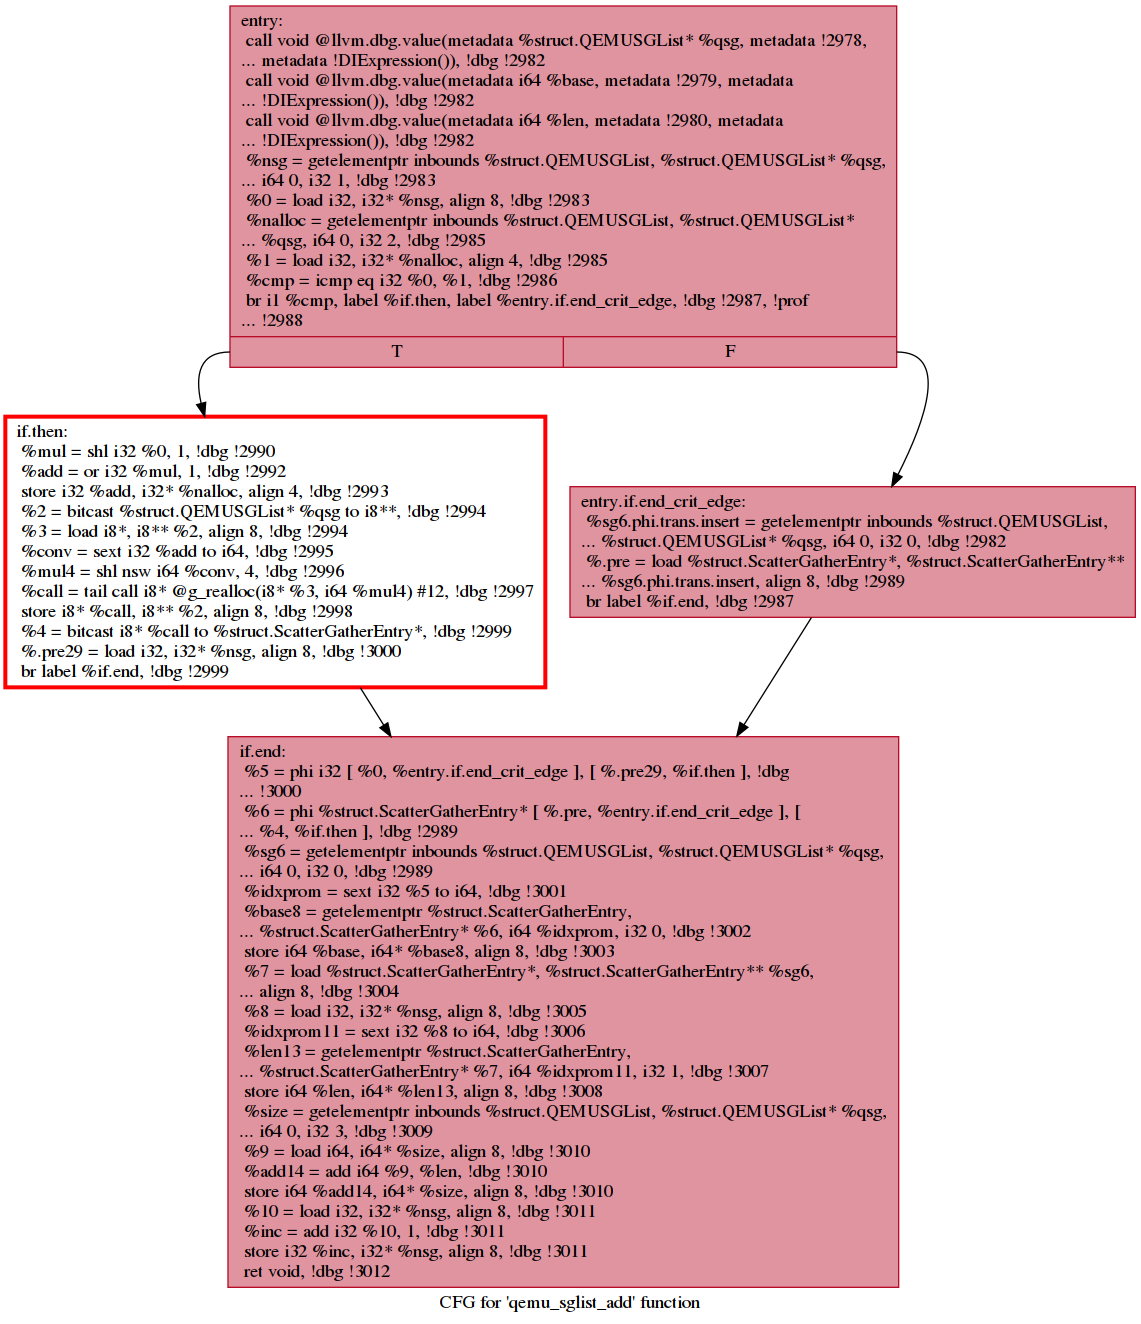 entry:
call void @llvm.dbg.value(metadata %struct.QEMUSGList* %qsg, metadata !2978,
... metadata !DIExpression()), !dbg !2982
call void @llvm.dbg.value(metadata i64 %base, metadata !2979, metadata
... !DIExpression()), !dbg !2982
call void @llvm.dbg.value(metadata i64 %len, metadata !2980, metadata
... !DIExpression()), !dbg !2982
%nsg = getelementptr inbounds %struct.QEMUSGList, %struct.QEMUSGList* %qsg,
... i64 0, i32 1, !dbg !2983
%0 = load i32, i32* %nsg, align 8, !dbg !2983
%nalloc = getelementptr inbounds %struct.QEMUSGList, %struct.QEMUSGList*
... %qsg, i64 0, i32 2, !dbg !2985
%1 = load i32, i32* %nalloc, align 4, !dbg !2985
%cmp = icmp eq i32 %0, %1, !dbg !2986
br i1 %cmp, label %if.then, label %entry.if.end_crit_edge, !dbg !2987, !prof
... !2988
T
F
if.then:
%mul = shl i32 %0, 1, !dbg !2990
%add = or i32 %mul, 1, !dbg !2992
store i32 %add, i32* %nalloc, align 4, !dbg !2993
%2 = bitcast %struct.QEMUSGList* %qsg to i8**, !dbg !2994
%3 = load i8*, i8** %2, align 8, !dbg !2994
%conv = sext i32 %add to i64, !dbg !2995
%mul4 = shl nsw i64 %conv, 4, !dbg !2996
%call = tail call i8* @g_realloc(i8* %3, i64 %mul4) #12, !dbg !2997
store i8* %call, i8** %2, align 8, !dbg !2998
%4 = bitcast i8* %call to %struct.ScatterGatherEntry*, !dbg !2999
%.pre29 = load i32, i32* %nsg, align 8, !dbg !3000
br label %if.end, !dbg !2999
entry.if.end_crit_edge:
%sg6.phi.trans.insert = getelementptr inbounds %struct.QEMUSGList,
... %struct.QEMUSGList* %qsg, i64 0, i32 0, !dbg !2982
%.pre = load %struct.ScatterGatherEntry*, %struct.ScatterGatherEntry**
... %sg6.phi.trans.insert, align 8, !dbg !2989
br label %if.end, !dbg !2987
if.end:
%5 = phi i32 [ %0, %entry.if.end_crit_edge ], [ %.pre29, %if.then ], !dbg
... !3000
%6 = phi %struct.ScatterGatherEntry* [ %.pre, %entry.if.end_crit_edge ], [
... %4, %if.then ], !dbg !2989
%sg6 = getelementptr inbounds %struct.QEMUSGList, %struct.QEMUSGList* %qsg,
... i64 0, i32 0, !dbg !2989
%idxprom = sext i32 %5 to i64, !dbg !3001
%base8 = getelementptr %struct.ScatterGatherEntry,
... %struct.ScatterGatherEntry* %6, i64 %idxprom, i32 0, !dbg !3002
store i64 %base, i64* %base8, align 8, !dbg !3003
%7 = load %struct.ScatterGatherEntry*, %struct.ScatterGatherEntry** %sg6,
... align 8, !dbg !3004
%8 = load i32, i32* %nsg, align 8, !dbg !3005
%idxprom11 = sext i32 %8 to i64, !dbg !3006
%len13 = getelementptr %struct.ScatterGatherEntry,
... %struct.ScatterGatherEntry* %7, i64 %idxprom11, i32 1, !dbg !3007
store i64 %len, i64* %len13, align 8, !dbg !3008
%size = getelementptr inbounds %struct.QEMUSGList, %struct.QEMUSGList* %qsg,
... i64 0, i32 3, !dbg !3009
%9 = load i64, i64* %size, align 8, !dbg !3010
%add14 = add i64 %9, %len, !dbg !3010
store i64 %add14, i64* %size, align 8, !dbg !3010
%10 = load i32, i32* %nsg, align 8, !dbg !3011
%inc = add i32 %10, 1, !dbg !3011
store i32 %inc, i32* %nsg, align 8, !dbg !3011
ret void, !dbg !3012
CFG for 'qemu_sglist_add' function